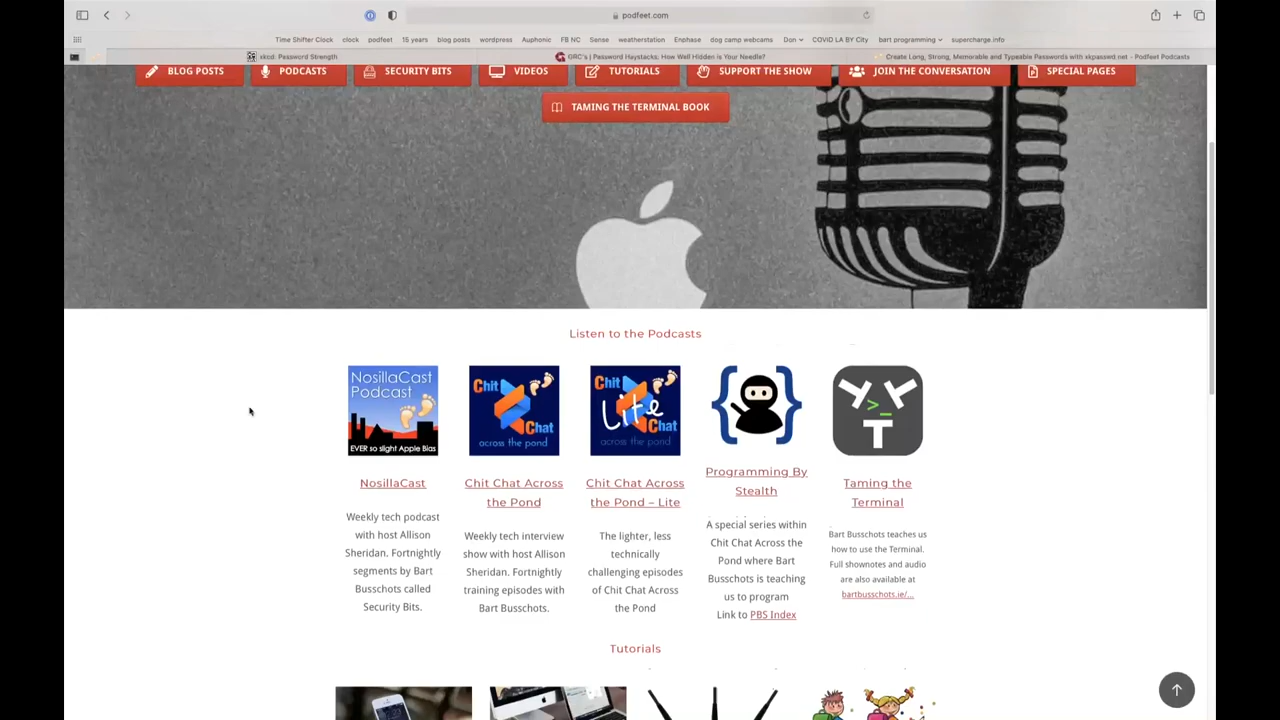 podfeet.com
Time Shifter Clock clock podfeet 15 years blog posts wordpress Auphonic FB NC Sense weatherstation Enphase dog camp webcams Don COVID LA BY City bart programming supercharge.info
xkcd: Password Strength GRC's | Password Haystacks: How Well Hidden is Your Needle? Create Long, Strong, Memorable and Typeable Passwords with xkpasswd.net - Podfeet Podcasts
BLOG POSTS PODCASTS SECURITY BITS VIDEOS TUTORIALS SUPPORT THE SHOW JOIN THE CONVERSATION SPECIAL PAGES
TAMING THE TERMINAL BOOK
Listen to the Podcasts
NosillaCast
Podcast
EVER so slight Apple Bias
Chit
Chat
across the pond
Chit
Lite
Chat
across the pond
T Y
>_
T
NosillaCast
Weekly tech podcast
with host Allison
Sheridan. Fortnightly
segments by Bart
Busschots called
Security Bits.
Chit Chat Across
the Pond
Weekly tech interview
show with host Allison
Sheridan. Fortnightly
training episodes with
Bart Busschots.
Chit Chat Across
the Pond – Lite
The lighter, less
technically
challenging episodes
of Chit Chat Across
the Pond
Programming By
Stealth
A special series within
Chit Chat Across the
Pond where Bart
Busschots is teaching
us to program
Link to PBS Index
Taming the
Terminal
Bart Busschots teaches us
how to use the Terminal.
Full shownotes and audio
are also available at
bartbusschots.ie/...
Tutorials